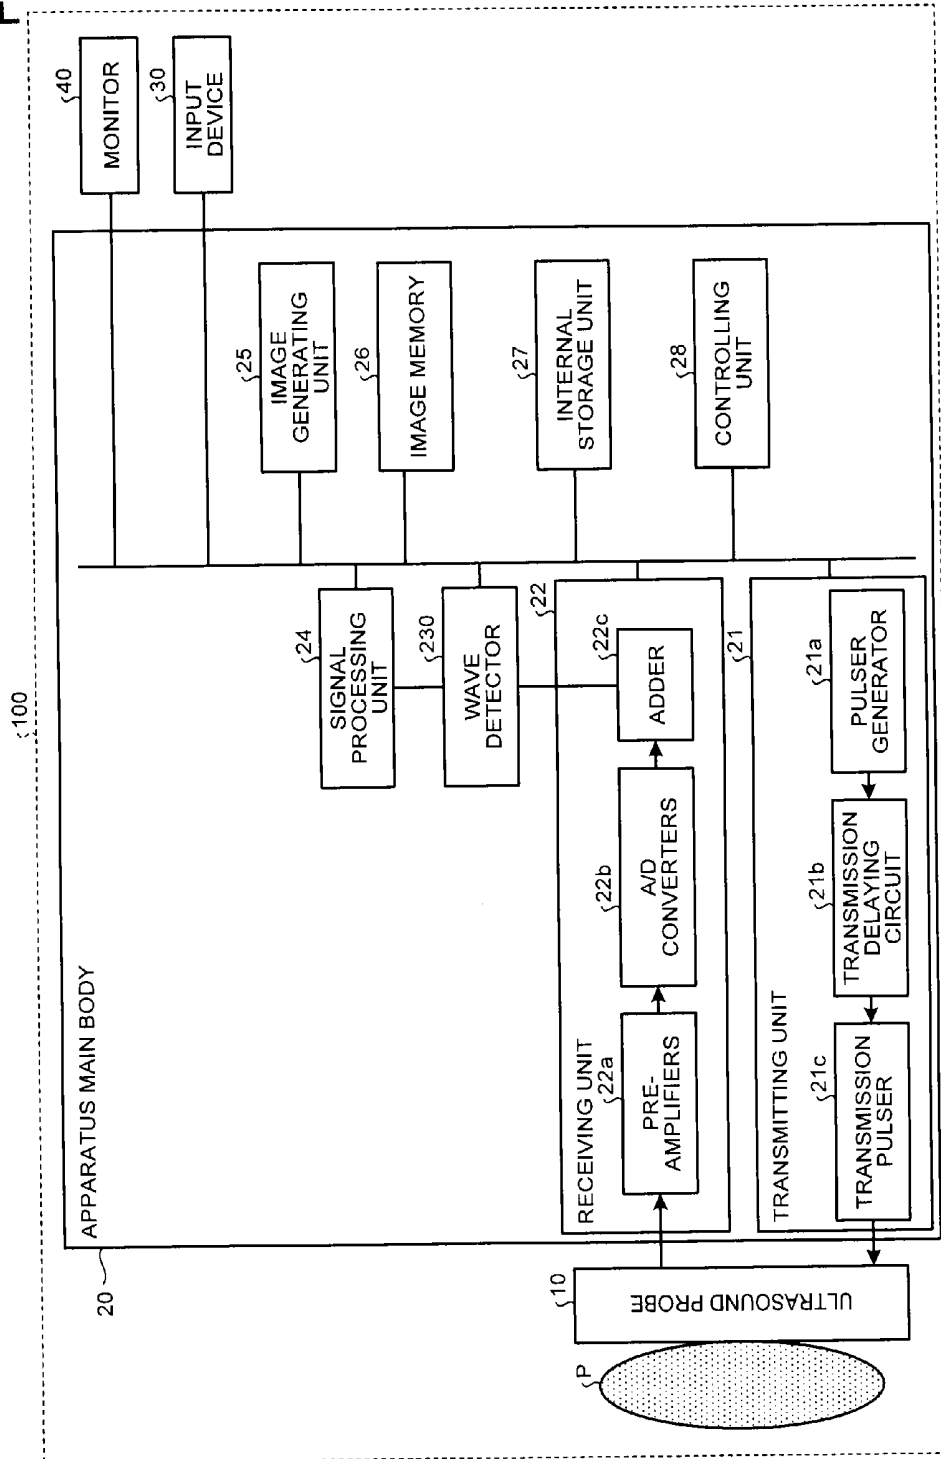 100
20
APPARATUS MAIN BODY
40
MONITOR
30
INPUT
DEVICE
25
IMAGE
GENERATING
UNIT
26
IMAGE MEMORY
27
INTERNAL
STORAGE UNIT
28
CONTROLLING
UNIT
24
SIGNAL
PROCESSING
UNIT
230
WAVE
DETECTOR
22
RECEIVING UNIT
22a
PRE-
AMPLIFIERS
22b
A/D
CONVERTERS
22c
ADDER
21
TRANSMITTING UNIT
21c
TRANSMISSION
PULSER
21b
TRANSMISSION
DELAYING
CIRCUIT
21a
PULSER
GENERATOR
10
ULTRASOUND PROBE
P